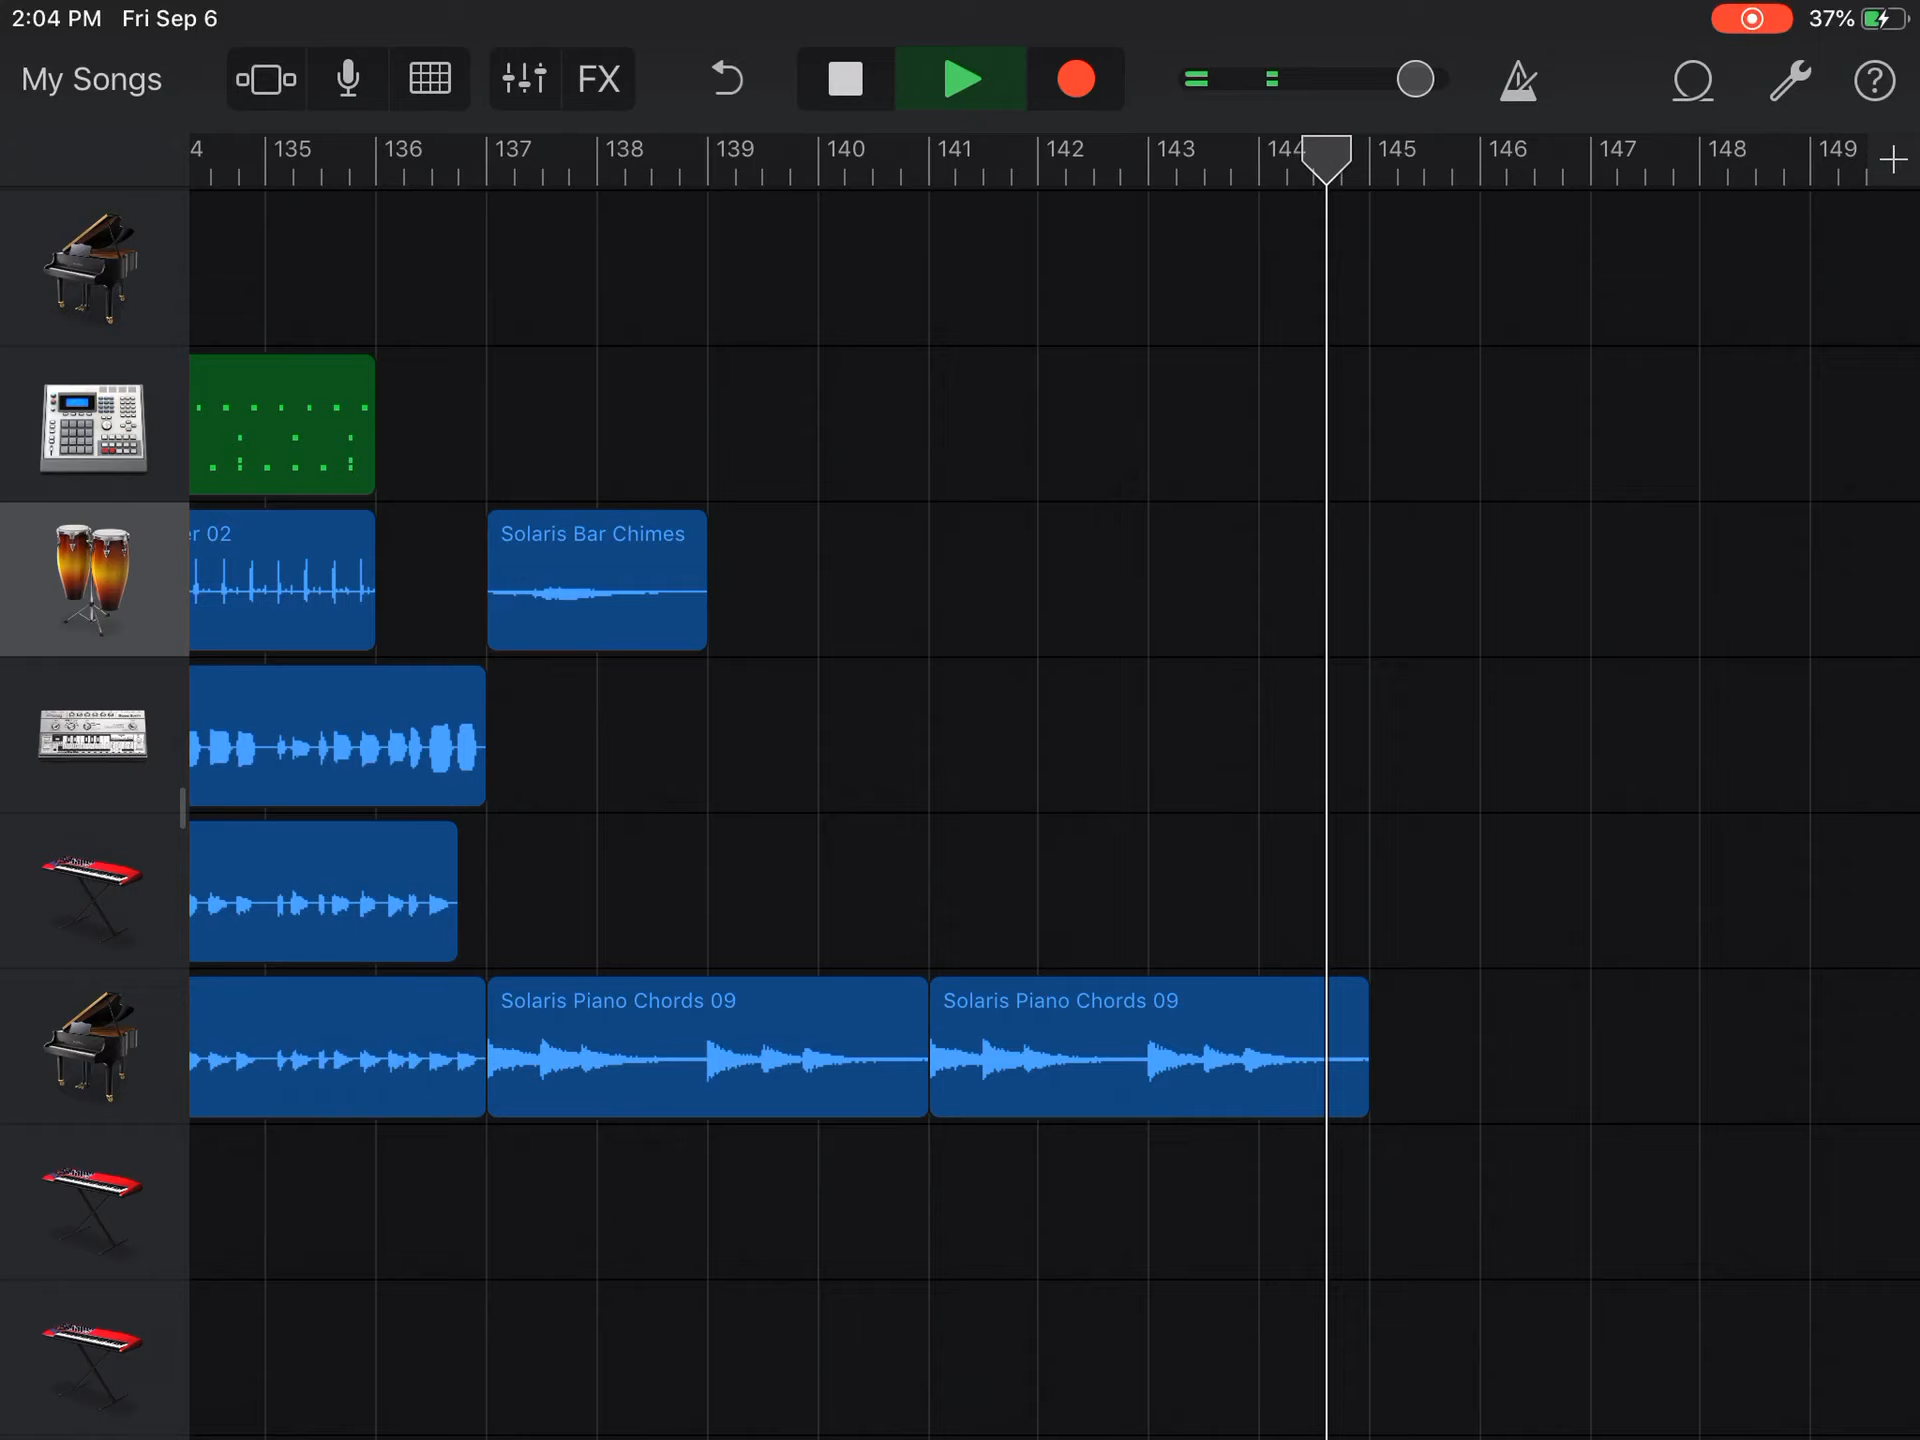 2:04 PM Fri Sep 6 37%
My Songs FX
4 135 136 137 138 139 140 141 142 143 144 145 146 147 148 149
er 02 Solaris Bar Chimes
Solaris Piano Chords 09 Solaris Piano Chords 09